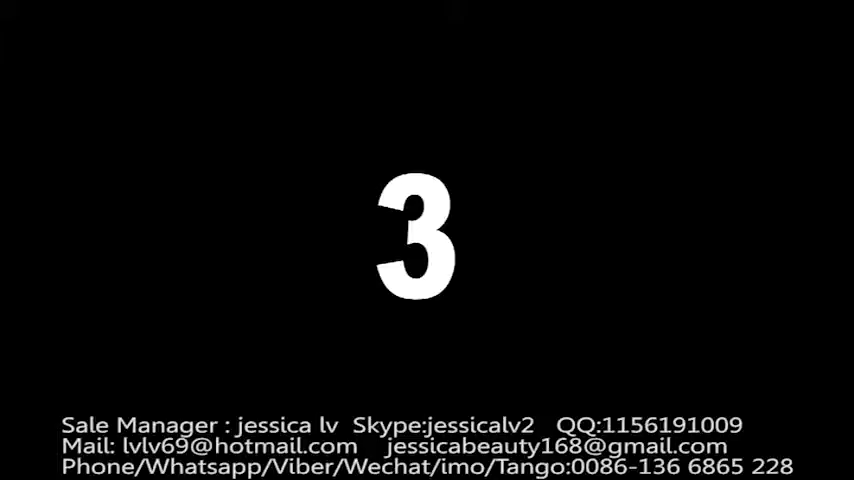 3
Sale Manager : jessica lv  Skype:jessicalv2   QQ:1156191009
Mail: lvlv69@hotmail.com    jessicabeauty168@gmail.com
Phone/Whatsapp/Viber/Wechat/imo/Tango:0086-136 6865 228